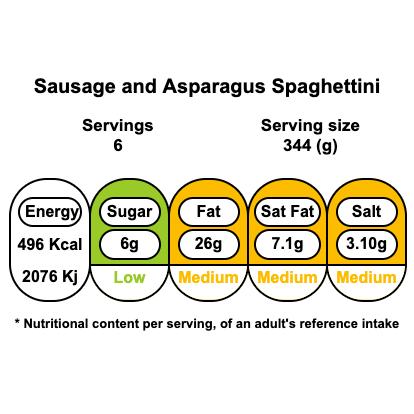 Sausage and Asparagus Spaghettini
Servings Serving size
6 344 (g)
Energy Sugar Fat Sat Fat Salt
496 Kcal 6g 26g 7.1g 3.10g
2076 Kj Low Medium Medium Medium
* Nutritional content per serving, of an adult's reference intake